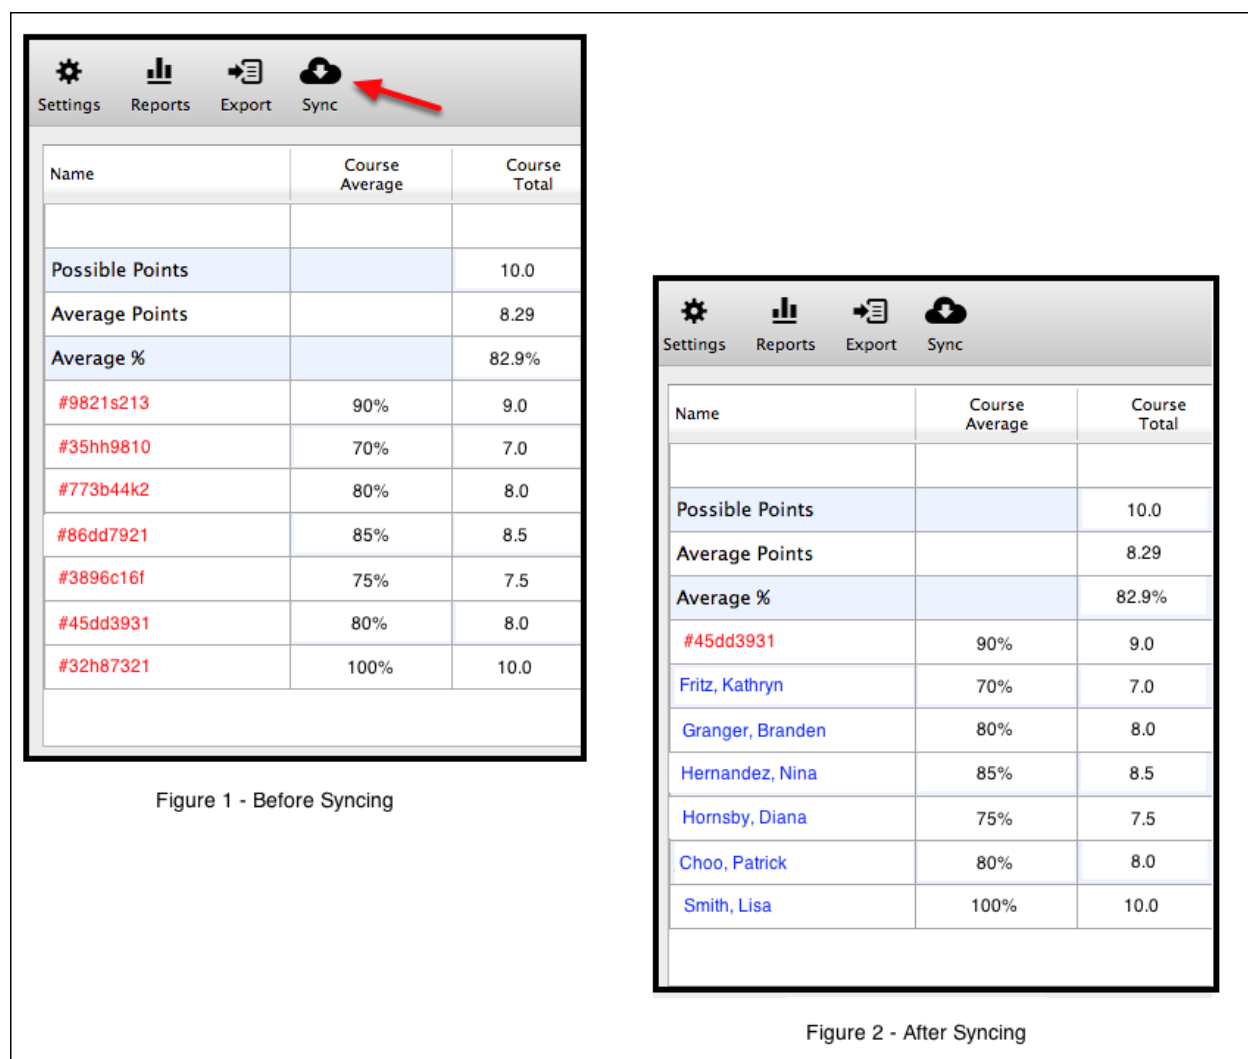 Settings Reports Export Sync
Name Course Average Course Total
Possible Points 10.0
Average Points 8.29
Average % 82.9%
#9821s213 90% 9.0
#35hh9810 70% 7.0
#773b44k2 80% 8.0
#86dd7921 85% 8.5
#3896c16f 75% 7.5
#45dd3931 80% 8.0
#32h87321 100% 10.0
Figure 1 - Before Syncing
Settings Reports Export Sync
Name Course Average Course Total
Possible Points 10.0
Average Points 8.29
Average % 82.9%
#45dd3931 90% 9.0
Fritz, Kathryn 70% 7.0
Granger, Branden 80% 8.0
Hernandez, Nina 85% 8.5
Hornsby, Diana 75% 7.5
Choo, Patrick 80% 8.0
Smith, Lisa 100% 10.0
Figure 2 - After Syncing